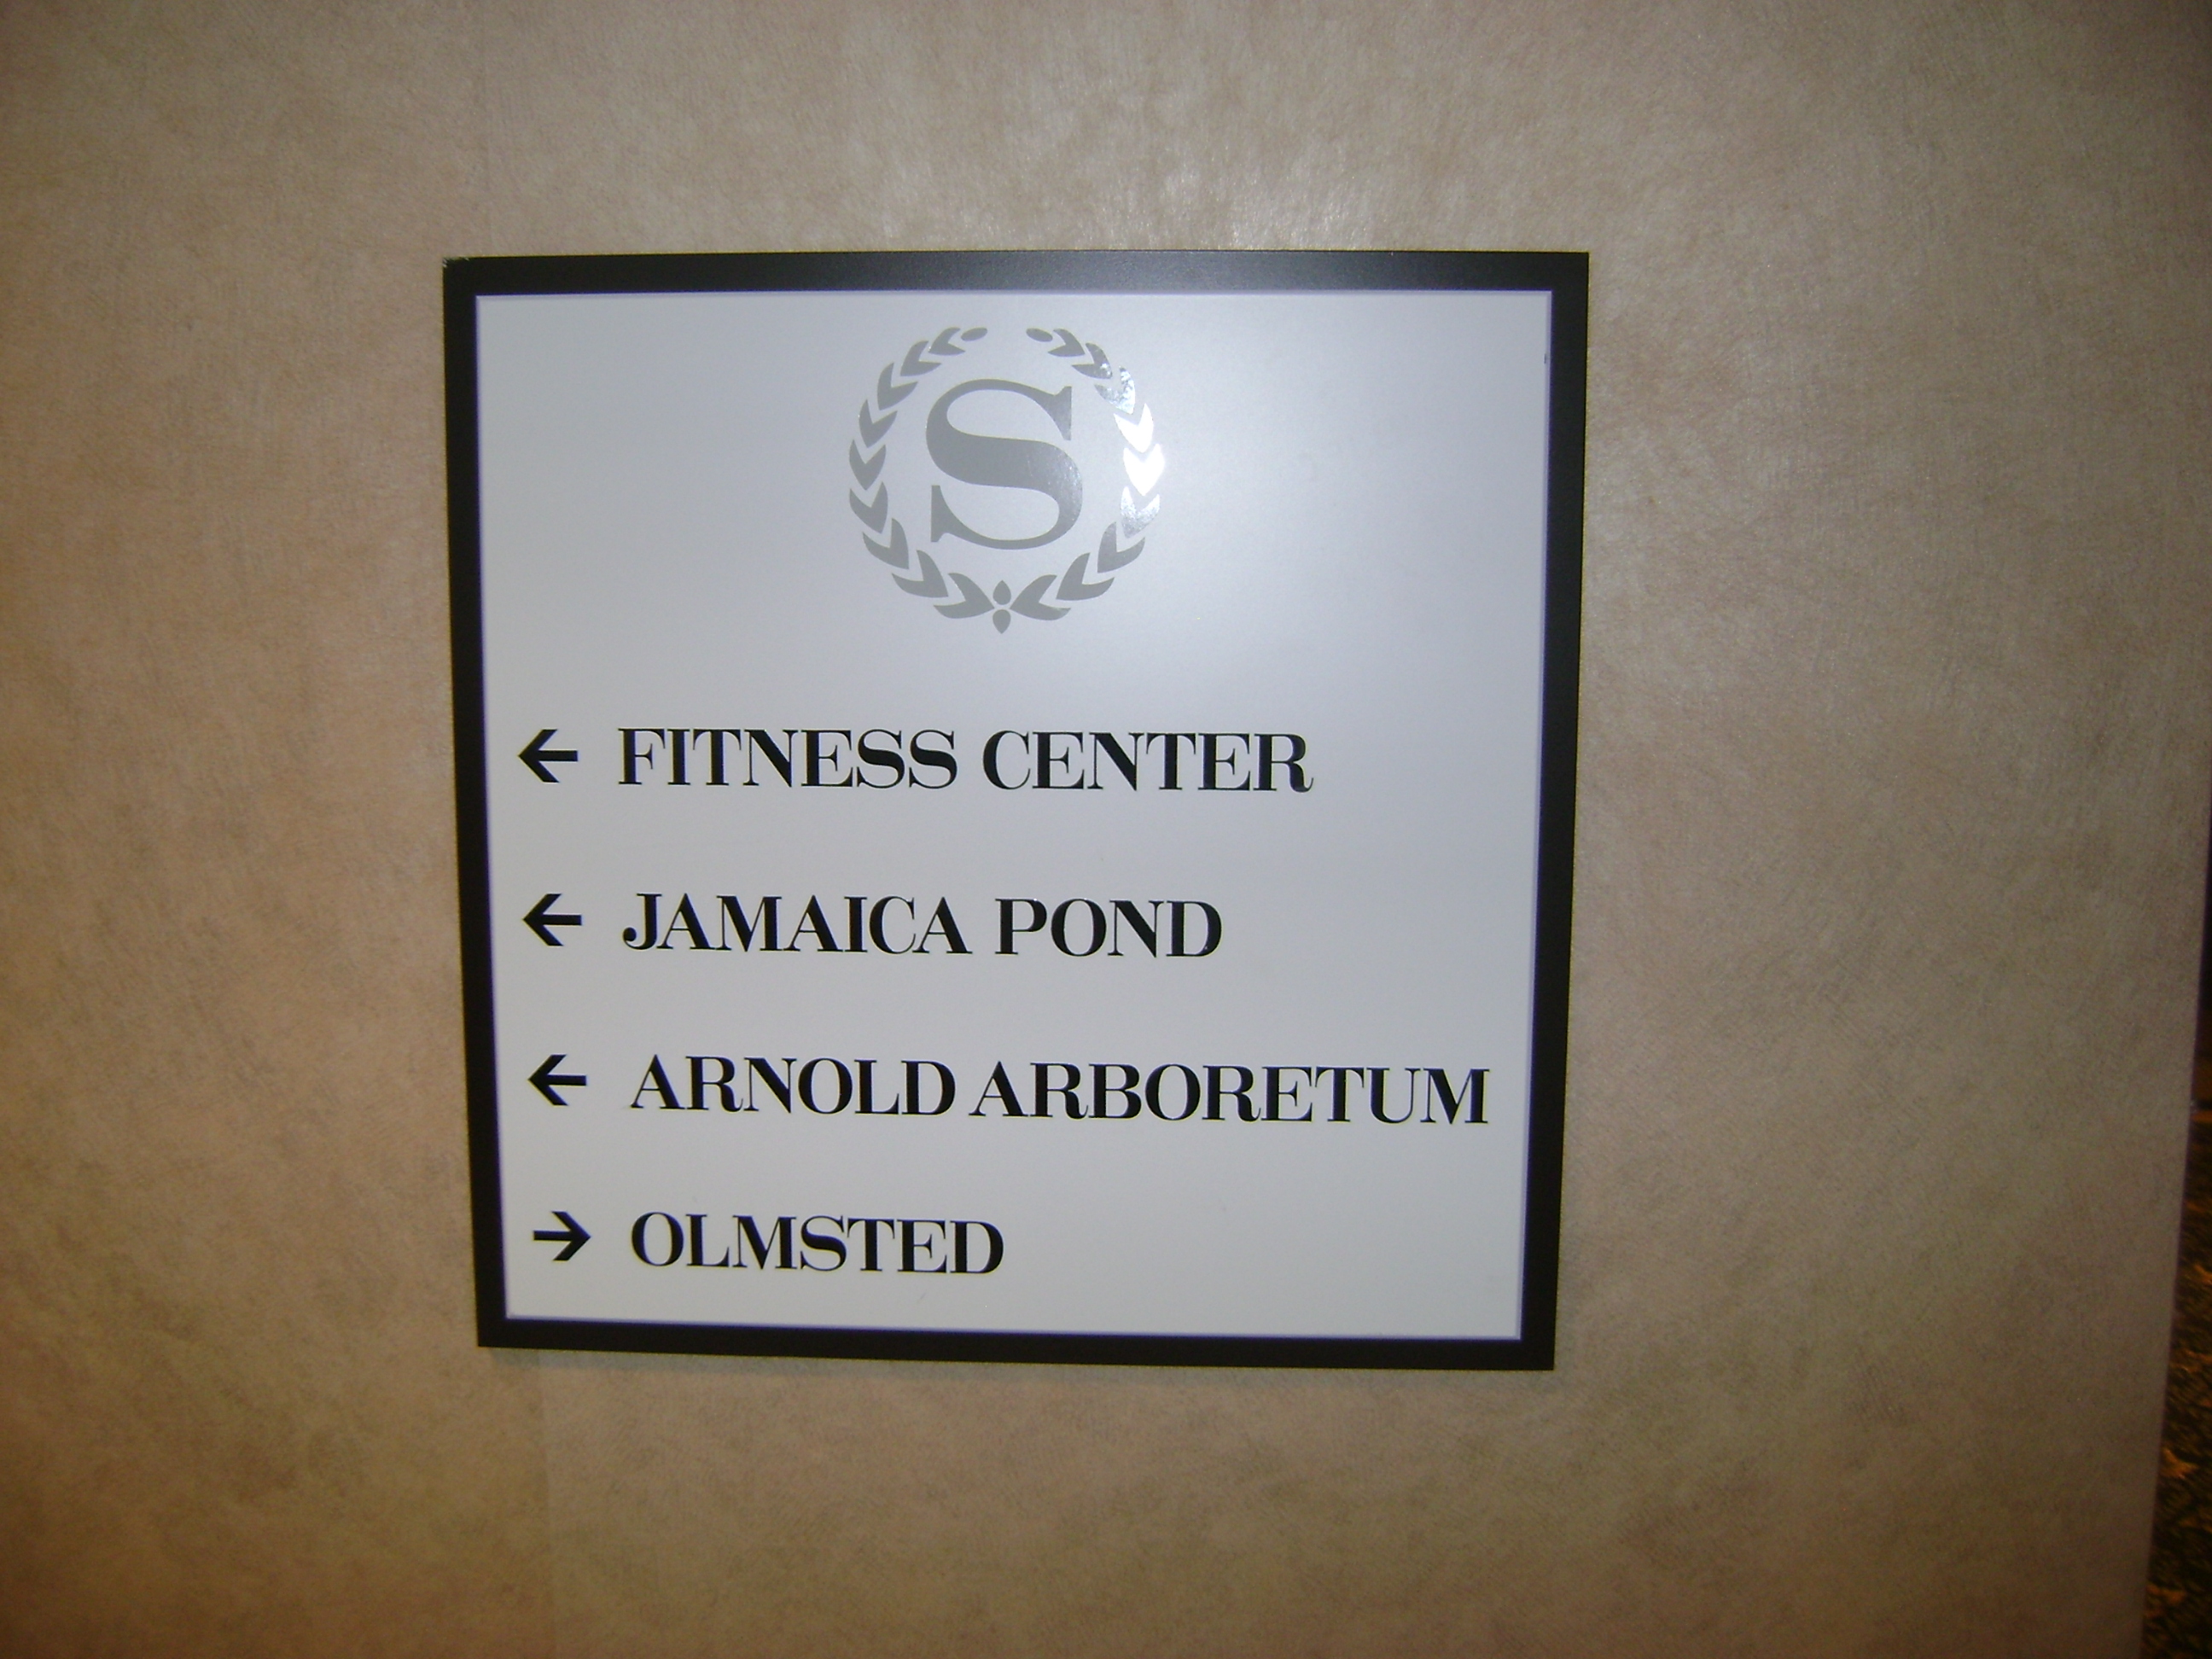 S
← FITNESS CENTER
← JAMAICA POND
← ARNOLD ARBORETUM
→ OLMSTED